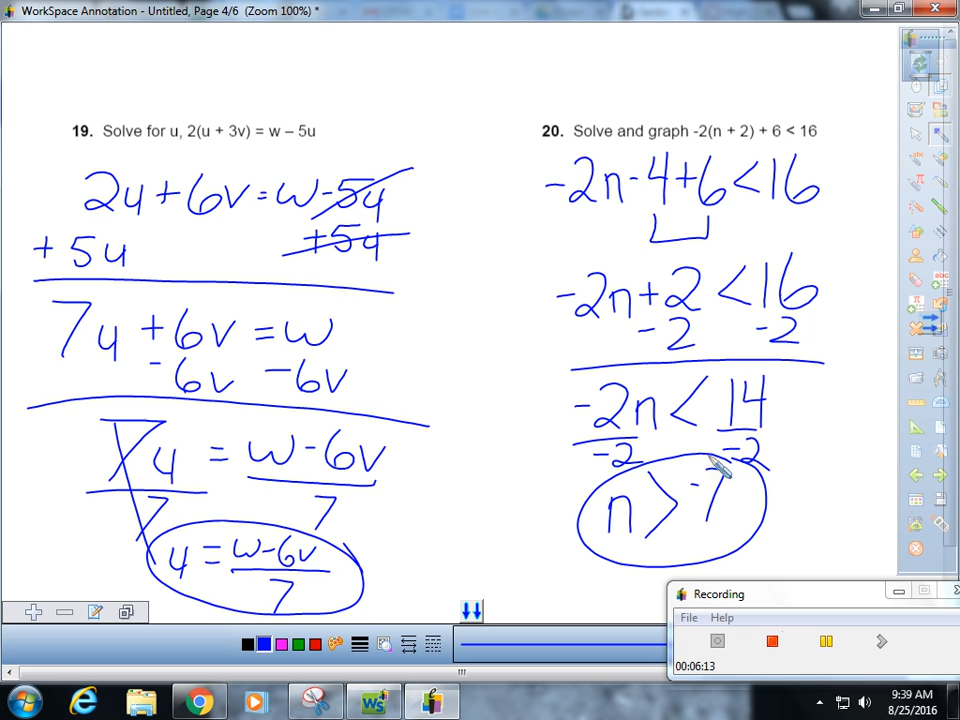 WorkSpace Annotation - Untitled, Page 4/6 (Zoom 100%) *
19. Solve for u, 2(u + 3v) = w – 5u
2u+6v=w-5u
+5u +5u
7u+6v=w
-6v -6v
7u = w-6v
7 7
u = w-6v
7
20. Solve and graph -2(n + 2) + 6 < 16
-2n-4+6<16
-2n+2<16
-2 -2
-2n<14
-2 -2
n>-7
abc
π
abc
π
Recording
File Help
00:06:13
WS
9:39 AM
8/25/2016